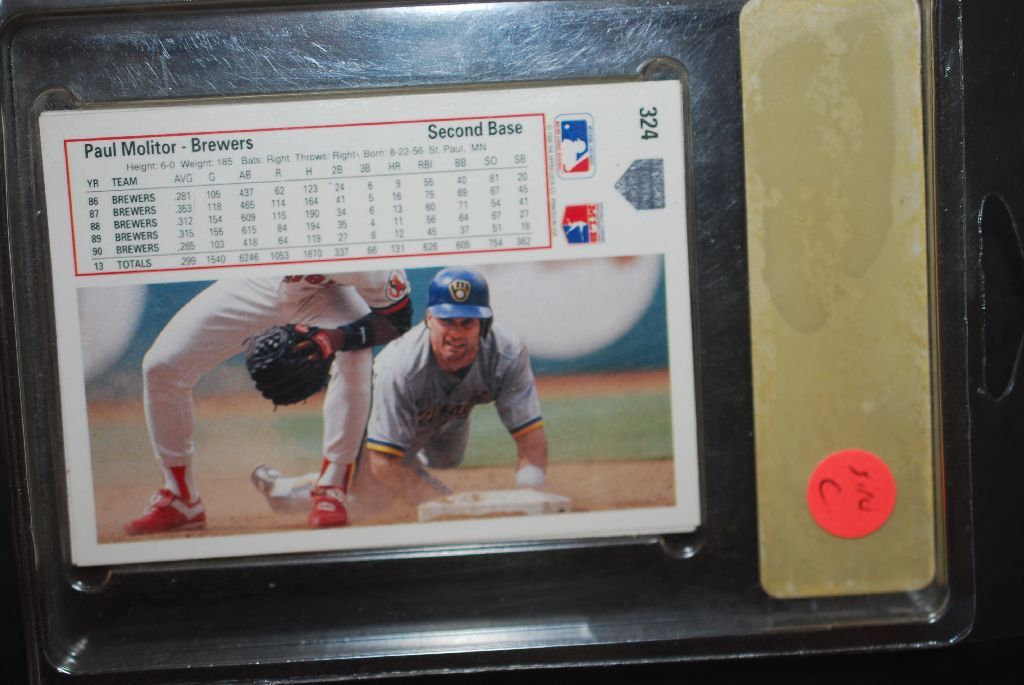 324
Paul Molitor - Brewers Second Base
Height: 6-0 Weight: 185 Bats: Right Throws: Right Born: 8-22-56 St. Paul, MN
YR TEAM AVG G AB R H 2B 3B HR RBI BB SO SB
86 BREWERS .281 105 437 62 123 24 6 9 55 40 81 20
87 BREWERS .353 118 465 114 164 41 5 16 75 69 67 45
88 BREWERS .312 154 609 115 190 34 6 13 60 71 54 41
89 BREWERS .315 155 615 84 194 35 4 11 56 64 67 27
90 BREWERS .285 103 418 64 119 27 6 12 45 37 51 18
13 TOTALS .299 1540 6246 1053 1870 337 66 131 626 605 754 362